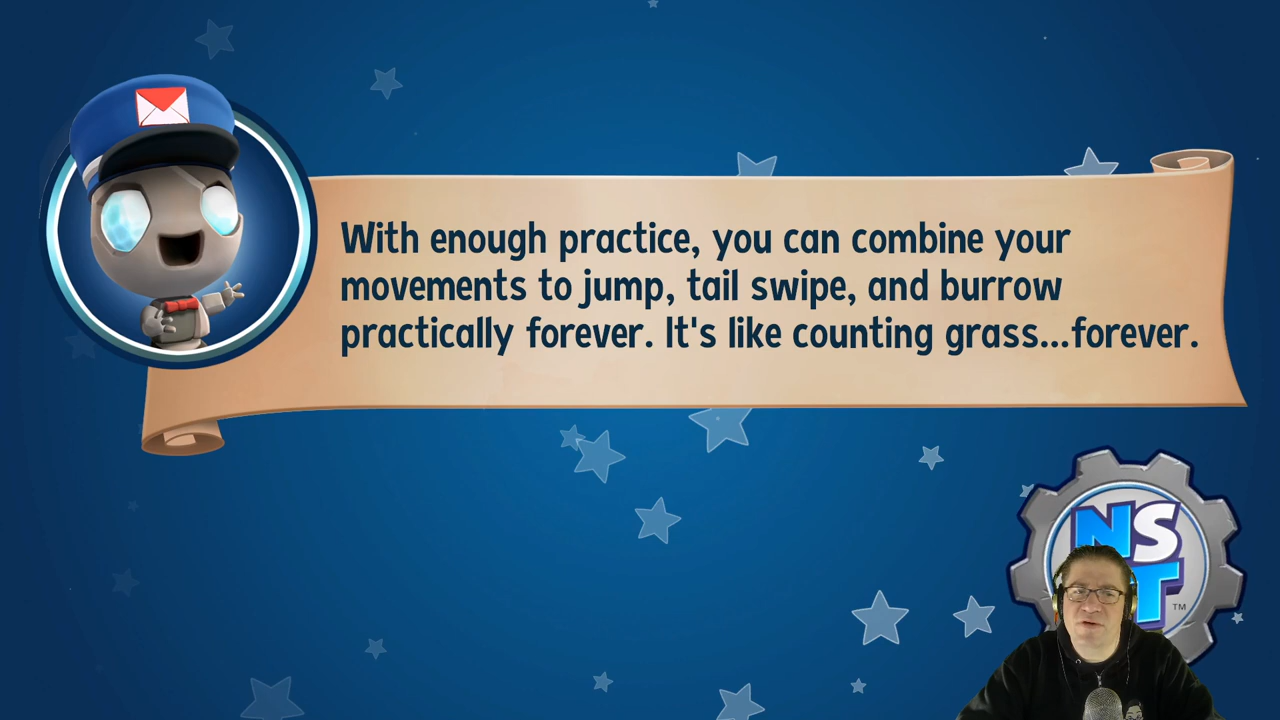 With enough practice, you can combine your
movements to jump, tail swipe, and burrow
practically forever. It's like counting grass...forever.
NS
T
TM